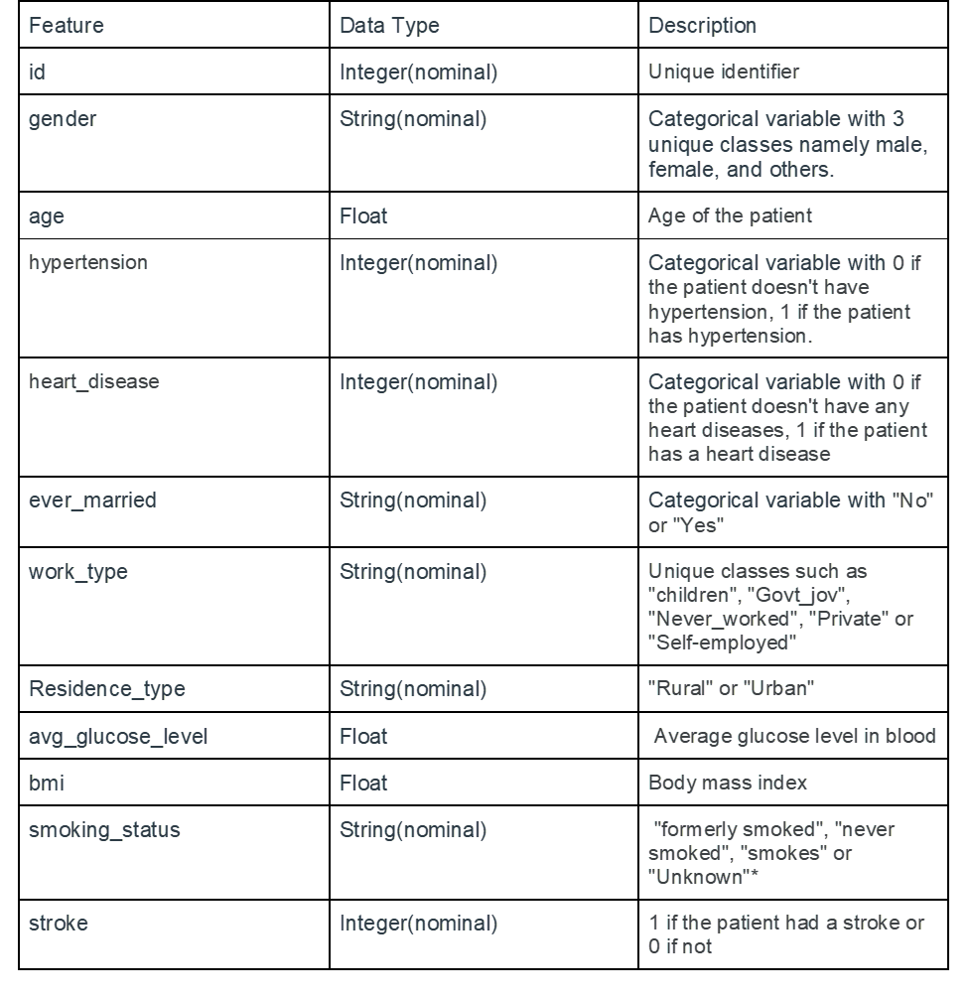 Feature Data Type Description
id Integer(nominal) Unique identifier
gender String(nominal) Categorical variable with 3
unique classes namely male,
female, and others.
age Float Age of the patient
hypertension Integer(nominal) Categorical variable with 0 if
the patient doesn't have
hypertension, 1 if the patient
has hypertension.
heart_disease Integer(nominal) Categorical variable with 0 if
the patient doesn't have any
heart diseases, 1 if the patient
has a heart disease
ever_married String(nominal) Categorical variable with "No"
or "Yes"
work_type String(nominal) Unique classes such as
"children", "Govt_jov",
"Never_worked", "Private" or
"Self-employed"
Residence_type String(nominal) "Rural" or "Urban"
avg_glucose_level Float Average glucose level in blood
bmi Float Body mass index
smoking_status String(nominal) "formerly smoked", "never
smoked", "smokes" or
"Unknown"*
stroke Integer(nominal) 1 if the patient had a stroke or
0 if not